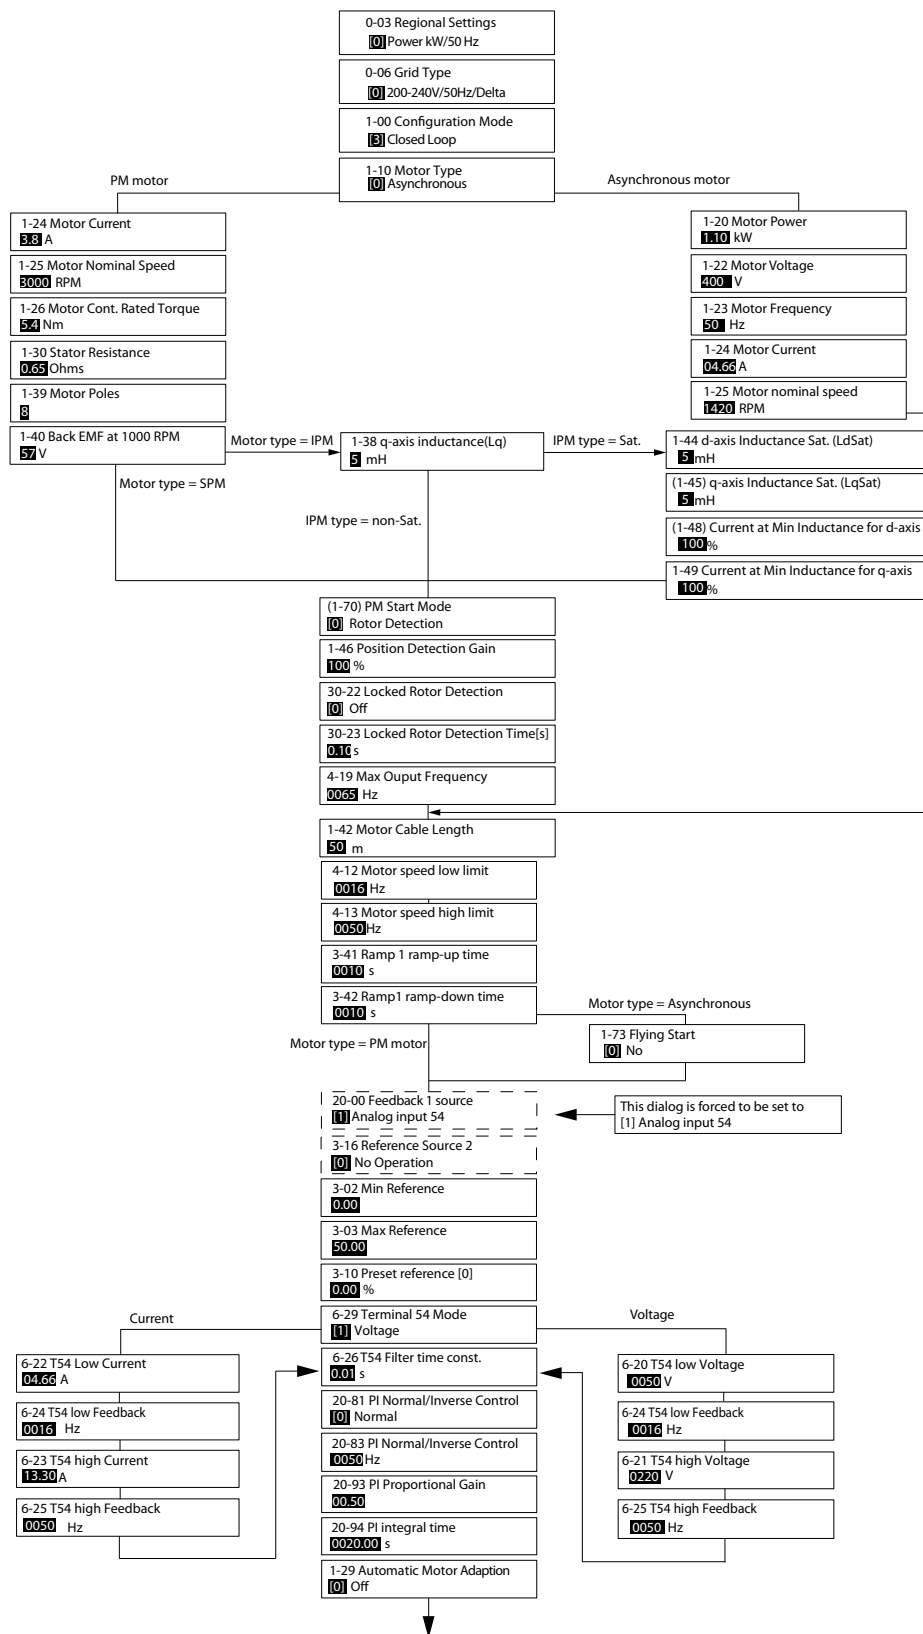 0-03 Regional Settings
[0] Power kW/50 Hz
0-06 Grid Type
[0] 200-240V/50Hz/Delta
1-00 Configuration Mode
[3] Closed Loop
1-10 Motor Type
[0] Asynchronous
PM motor
Asynchronous motor
1-24 Motor Current
3.8 A
1-25 Motor Nominal Speed
3000 RPM
1-26 Motor Cont. Rated Torque
5.4 Nm
1-30 Stator Resistance
0.65 Ohms
1-39 Motor Poles
8
1-40 Back EMF at 1000 RPM
57 V
1-20 Motor Power
1.10 kW
1-22 Motor Voltage
400 V
1-23 Motor Frequency
50 Hz
1-24 Motor Current
04.66 A
1-25 Motor nominal speed
1420 RPM
Motor type = IPM
Motor type = SPM
1-38 q-axis inductance(Lq)
5 mH
IPM type = Sat.
IPM type = non-Sat.
1-44 d-axis Inductance Sat. (LdSat)
5 mH
(1-45) q-axis Inductance Sat. (LqSat)
5 mH
(1-48) Current at Min Inductance for d-axis
100 %
1-49 Current at Min Inductance for q-axis
100 %
(1-70) PM Start Mode
[0] Rotor Detection
1-46 Position Detection Gain
100 %
30-22 Locked Rotor Detection
[0] Off
30-23 Locked Rotor Detection Time[s]
0.10 s
4-19 Max Ouput Frequency
0065 Hz
1-42 Motor Cable Length
50 m
4-12 Motor speed low limit
0016 Hz
4-13 Motor speed high limit
0050 Hz
3-41 Ramp 1 ramp-up time
0010 s
3-42 Ramp1 ramp-down time
0010 s
Motor type = Asynchronous
1-73 Flying Start
[0] No
Motor type = PM motor
20-00 Feedback 1 source
[1] Analog input 54
This dialog is forced to be set to
[1] Analog input 54
3-16 Reference Source 2
[0] No Operation
3-02 Min Reference
0.00
3-03 Max Reference
50.00
3-10 Preset reference [0]
0.00 %
6-29 Terminal 54 Mode
[1] Voltage
Current
Voltage
6-22 T54 Low Current
04.66 A
6-24 T54 low Feedback
0016 Hz
6-23 T54 high Current
13.30 A
6-25 T54 high Feedback
0050 Hz
6-26 T54 Filter time const.
0.01 s
20-81 PI Normal/Inverse Control
[0] Normal
20-83 PI Normal/Inverse Control
0050 Hz
20-93 PI Proportional Gain
00.50
20-94 PI integral time
0020.00 s
1-29 Automatic Motor Adaption
[0] Off
6-20 T54 low Voltage
0050 V
6-24 T54 low Feedback
0016 Hz
6-21 T54 high Voltage
0220 V
6-25 T54 high Feedback
0050 Hz